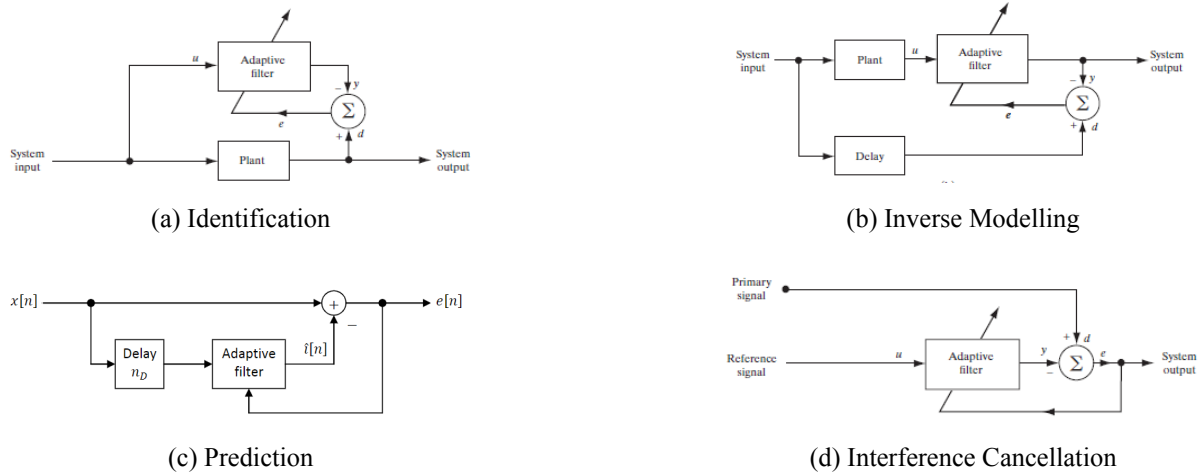 u
Adaptive
filter
− y
Σ
e
+ d
System
input
Plant
System
output
(a) Identification
System
input
Plant
u
Adaptive
filter
System
output
− y
Σ
e
+ d
Delay
(b) Inverse Modelling
x[n]
+
e[n]
−
Delay
n_D
Adaptive
filter
î[n]
(c) Prediction
Primary
signal
+ d
Reference
signal
u
Adaptive
filter
y
−
Σ
e
System
output
(d) Interference Cancellation